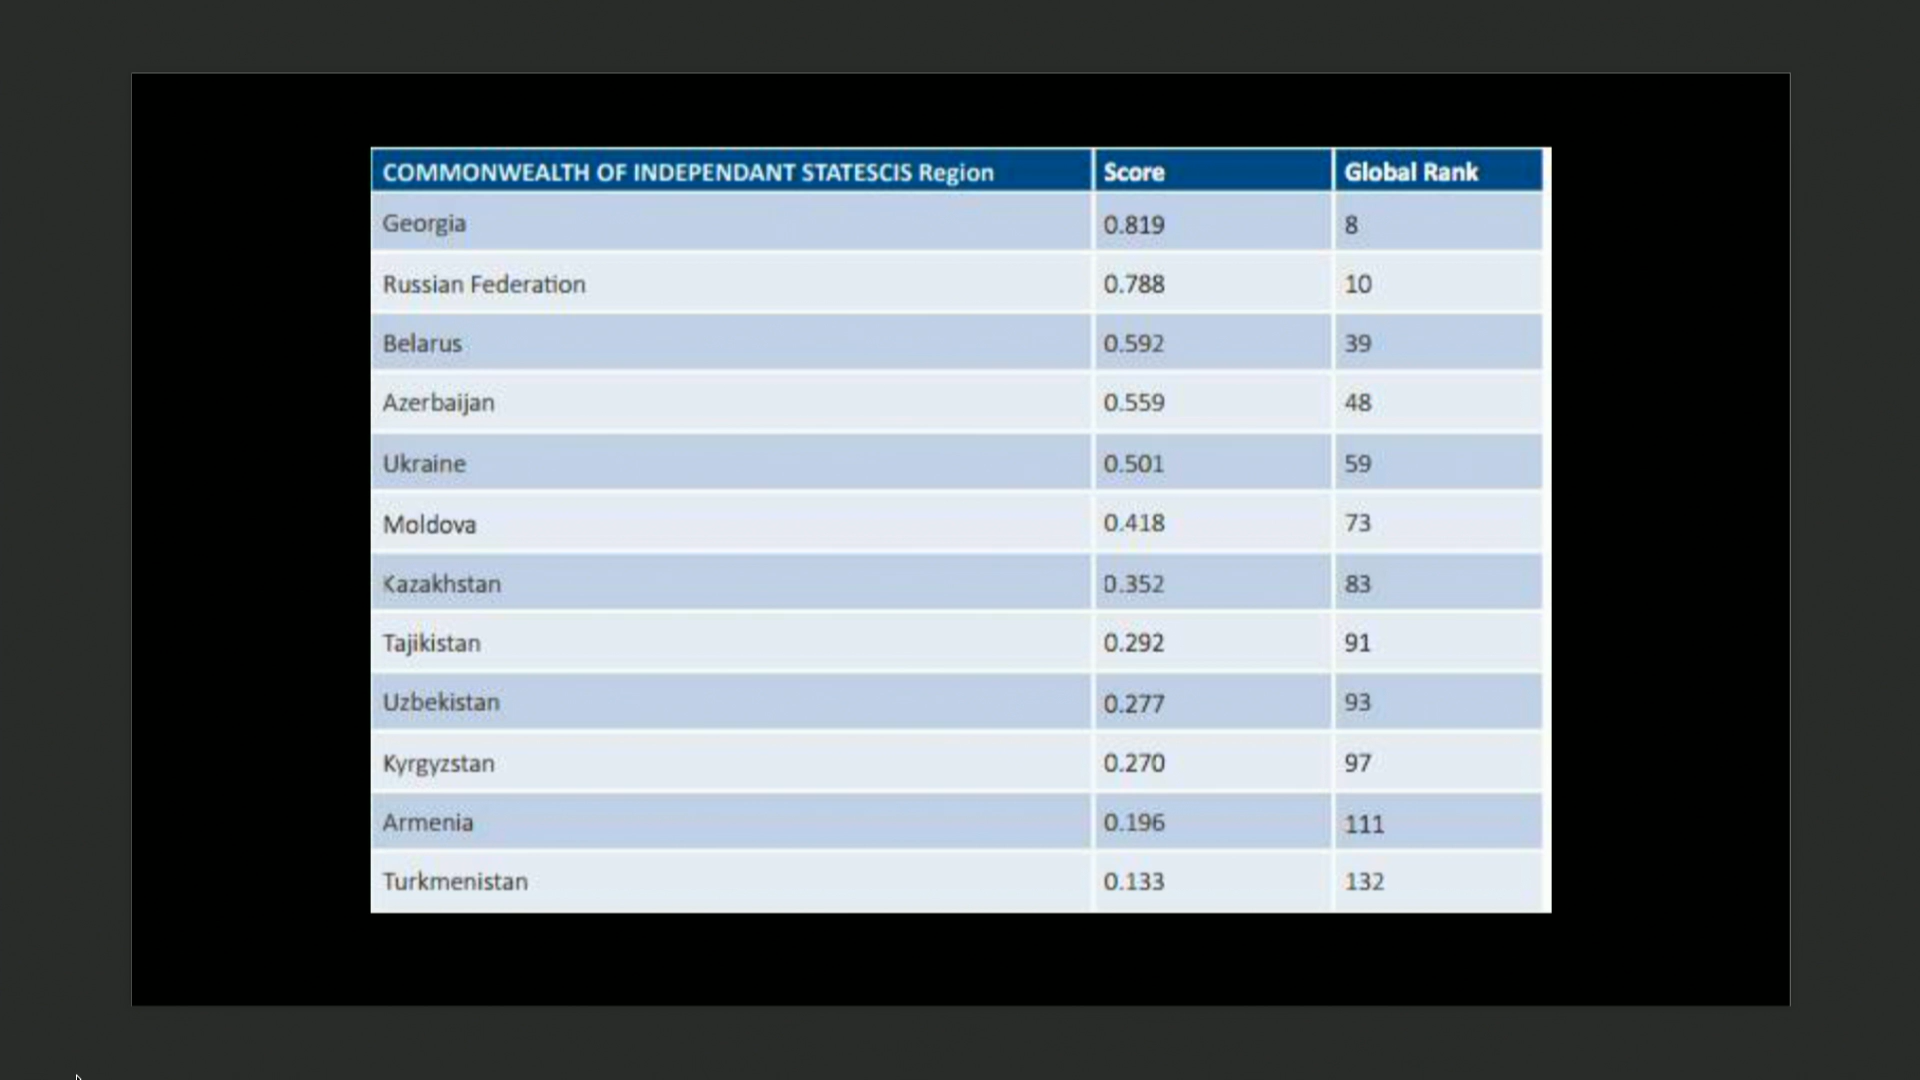 COMMONWEALTH OF INDEPENDANT STATESCIS Region Score Global Rank
Georgia 0.819 8
Russian Federation 0.788 10
Belarus 0.592 39
Azerbaijan 0.559 48
Ukraine 0.501 59
Moldova 0.418 73
Kazakhstan 0.352 83
Tajikistan 0.292 91
Uzbekistan 0.277 93
Kyrgyzstan 0.270 97
Armenia 0.196 111
Turkmenistan 0.133 132